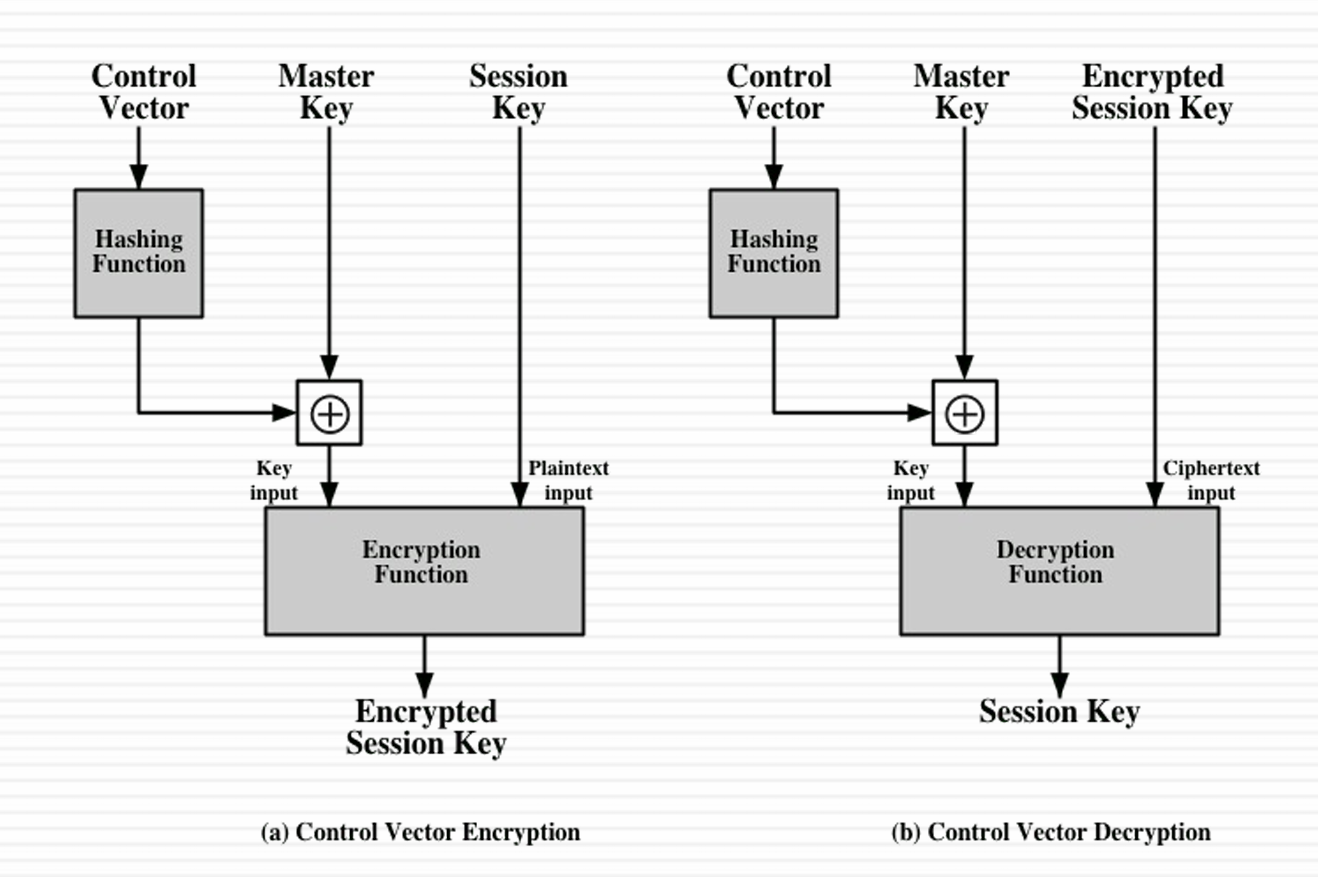 Control
Vector
Master
Key
Session
Key
Hashing
Function
Key
input
Plaintext
input
Encryption
Function
Encrypted
Session Key
(a) Control Vector Encryption
Control
Vector
Master
Key
Encrypted
Session Key
Hashing
Function
Key
input
Ciphertext
input
Decryption
Function
Session Key
(b) Control Vector Decryption